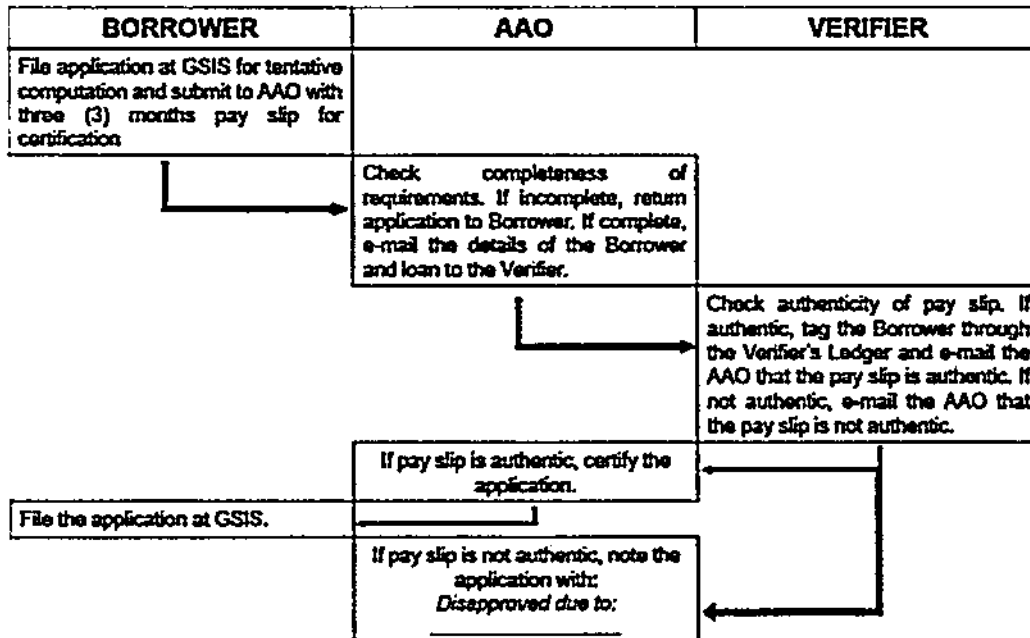 BORROWER AAO VERIFIER
File application at GSIS for tentative
computation and submit to AAO with
three (3) months pay slip for
certification
Check completeness of
requirements. If incomplete, return
application to Borrower. If complete,
e-mail the details of the Borrower
and loan to the Verifier.
Check authenticity of pay slip. If
authentic, tag the Borrower through
the Verifier's Ledger and e-mail the
AAO that the pay slip is authentic. If
not authentic, e-mail the AAO that
the pay slip is not authentic.
If pay slip is authentic, certify the
application.
File the application at GSIS.
If pay slip is not authentic, note the
application with:
Disapproved due to: